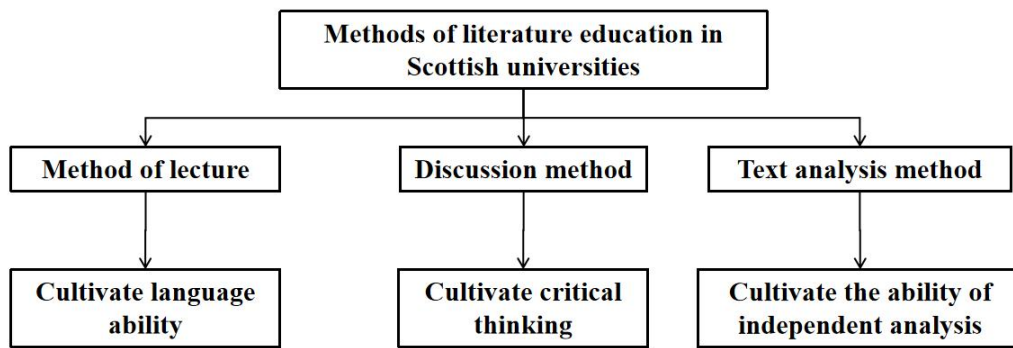 Methods of literature education in
Scottish universities
Method of lecture
Discussion method
Text analysis method
Cultivate language
ability
Cultivate critical
thinking
Cultivate the ability of
independent analysis